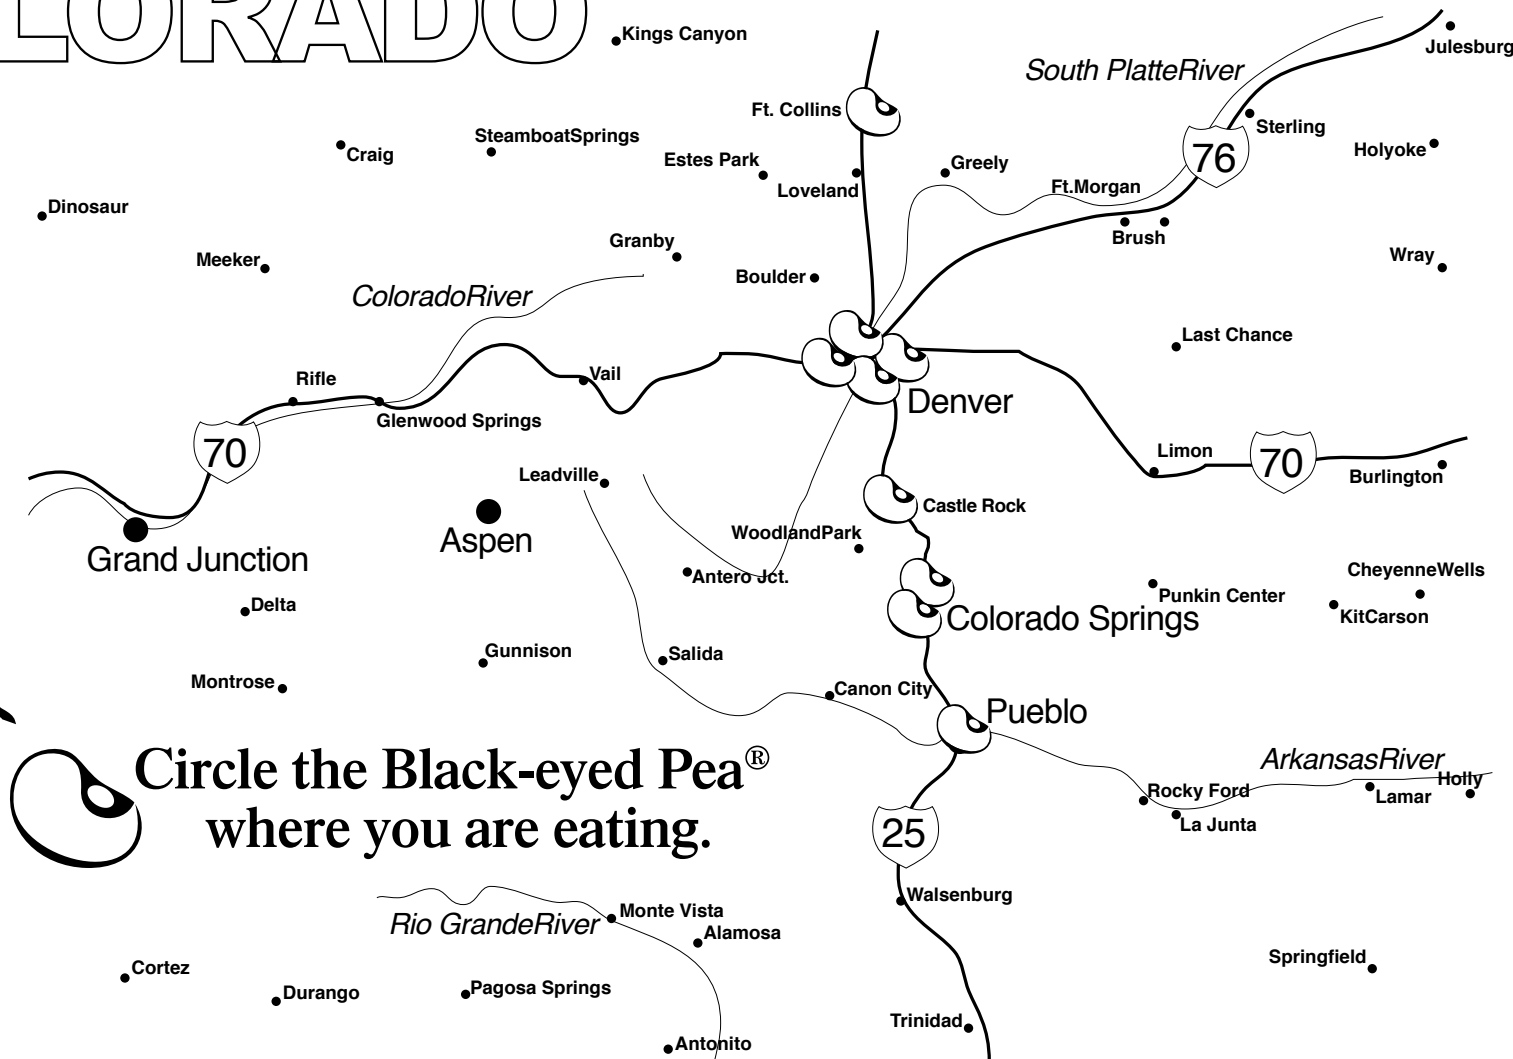 LORADO
Kings Canyon
Julesburg
South PlatteRiver
Ft. Collins
Sterling
76
Holyoke
Craig
SteamboatSprings
Estes Park
Loveland
Greely
Ft.Morgan
Dinosaur
Brush
Meeker
Granby
Boulder
Wray
ColoradoRiver
Last Chance
Rifle
Vail
Glenwood Springs
Denver
70
Limon
70
Burlington
Leadville
Aspen
Castle Rock
WoodlandPark
Grand Junction
Antero Jct.
CheyenneWells
Punkin Center
KitCarson
Delta
Colorado Springs
Gunnison
Salida
Montrose
Canon City
Pueblo
Circle the Black-eyed Pea®
where you are eating.
ArkansasRiver
Holly
Rocky Ford
Lamar
La Junta
25
Walsenburg
Rio GrandeRiver
Monte Vista
Alamosa
Springfield
Cortez
Durango
Pagosa Springs
Trinidad
Antonito